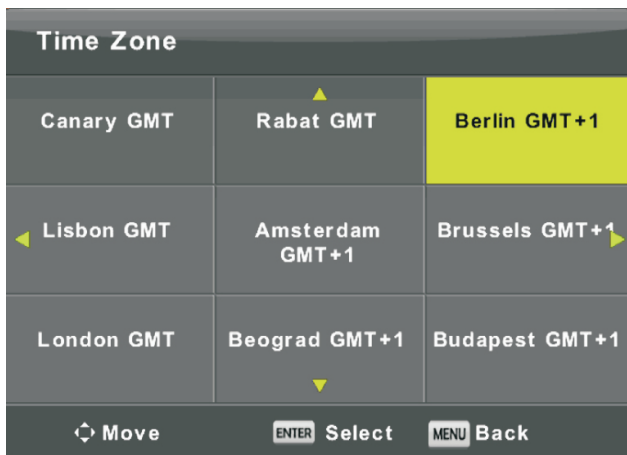 Time Zone
Canary GMT
Rabat GMT
Berlin GMT+1
Lisbon GMT
Amsterdam
GMT+1
Brussels GMT+1
London GMT
Beograd GMT+1
Budapest GMT+1
Move
ENTER Select
MENU Back